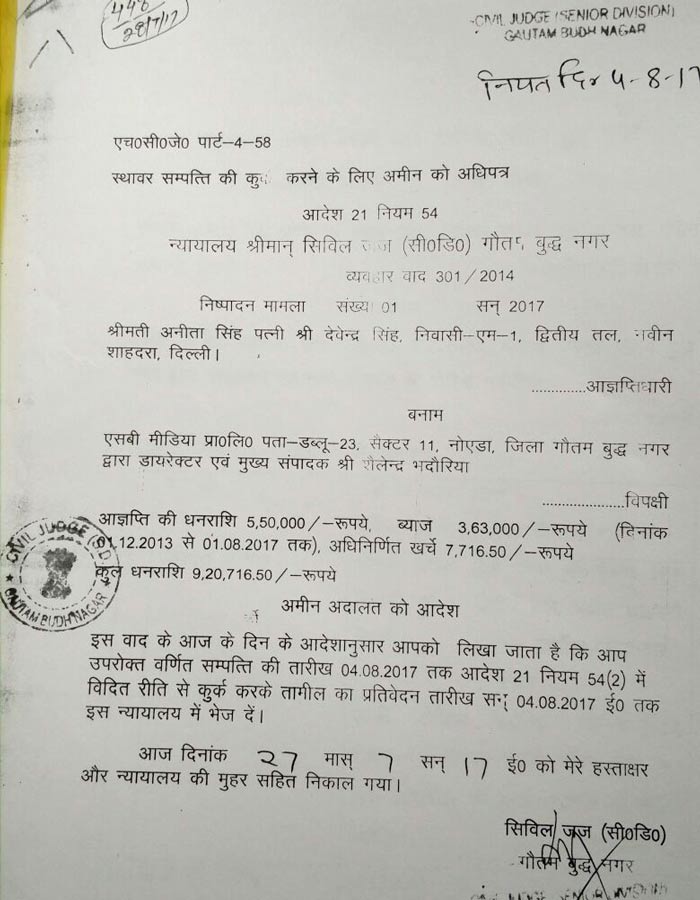 446
28/7/17
CIVIL JUDGE (SENIOR DIVISION)
GAUTAM BUDH NAGAR
नियत दि० 4-8-17
एच0सी0जे0 पार्ट-4-58
स्थावर सम्पत्ति की कुर्क करने के लिए अमीन को अधिपत्र
आदेश 21 नियम 54
न्यायालय श्रीमान् सिविल जज (सी0डि0) गौतम बुद्ध नगर
व्यवहार वाद 301/2014
निष्पादन मामला संख्या 01 सन् 2017
श्रीमती अनीता सिंह पत्नी श्री देवेन्द्र सिंह, निवासी-एम-1, द्वितीय तल, नवीन
शाहदरा, दिल्ली।
..............आज्ञप्तिधारी
बनाम
एसबी मीडिया प्रा0लि0 पता-डब्लू-23, सैक्टर 11, नोएडा, जिला गौतम बुद्ध नगर
द्वारा डायरेक्टर एवं मुख्य संपादक श्री शैलेन्द्र भदौरिया
.....................विपक्षी
आज्ञप्ति की धनराशि 5,50,000/-रूपये, ब्याज 3,63,000/-रूपये (दिनांक
01.12.2013 से 01.08.2017 तक), अधिनिर्णित खर्चे 7,716.50/-रूपये
कुल धनराशि 9,20,716.50/-रूपये
CIVIL JUDGE (S.D.)
GAUTAM BUDH NAGAR
अमीन अदालत को आदेश
इस वाद के आज के दिन के आदेशानुसार आपको लिखा जाता है कि आप
उपरोक्त वर्णित सम्पत्ति की तारीख 04.08.2017 तक आदेश 21 नियम 54(2) में
विदित रीति से कुर्क करके तामील का प्रतिवेदन तारीख सन् 04.08.2017 ई0 तक
इस न्यायालय में भेज दें।
आज दिनांक 27 मास् 7 सन् 17 ई0 को मेरे हस्ताक्षर
और न्यायालय की मुहर सहित निकाल गया।
सिविल जज (सी0डि0)
गौतम बुद्ध नगर